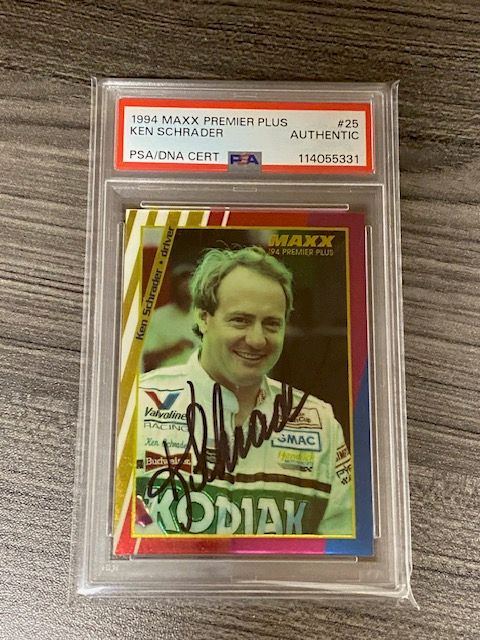 1994 MAXX PREMIER PLUS #25
KEN SCHRADER AUTHENTIC
PSA/DNA CERT PSA 114055331
MAXX
'94 PREMIER PLUS
Ken Schrader • driver
Valvoline
RACING
Ken Schrader
Budweiser
GMAC
KODIAK